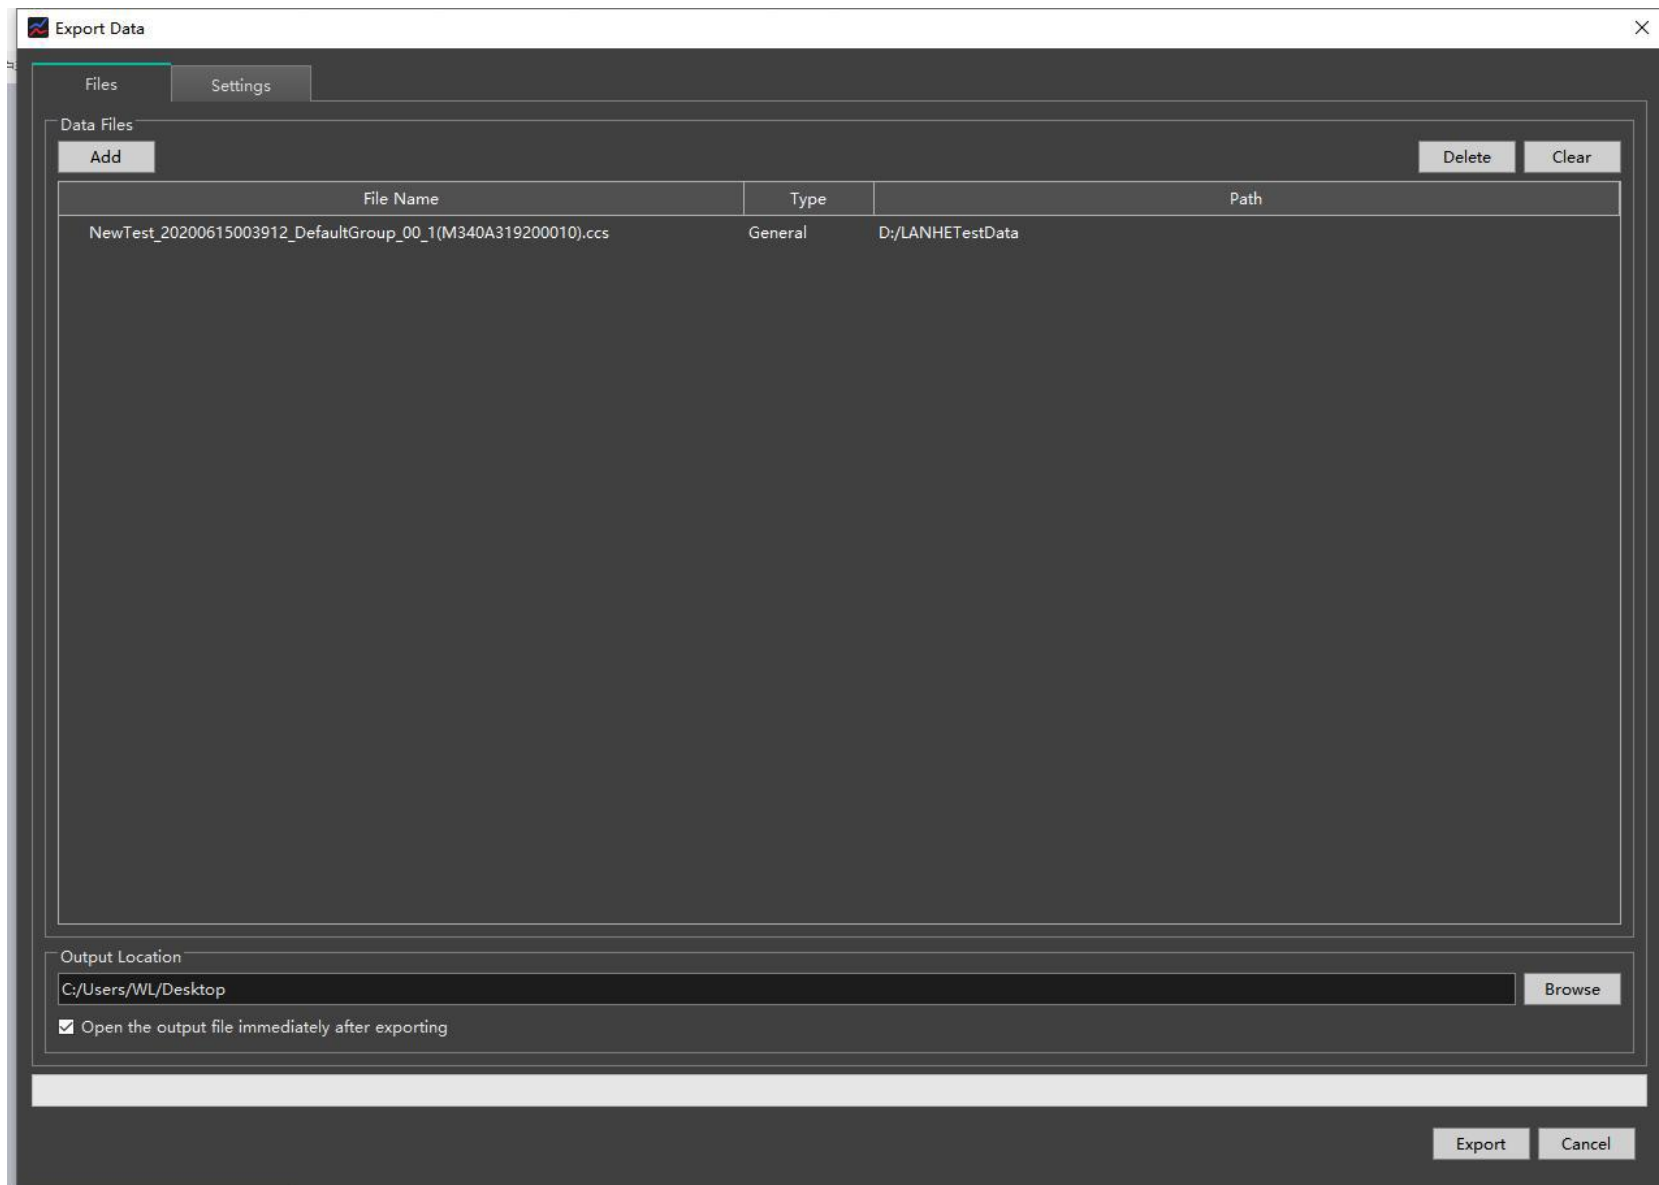 Export Data
Files Settings
Data Files
Add Delete Clear
File Name Type Path
NewTest_20200615003912_DefaultGroup_00_1(M340A319200010).ccs General D:/LANHETestData
Output Location
C:/Users/WL/Desktop Browse
Open the output file immediately after exporting
Export Cancel